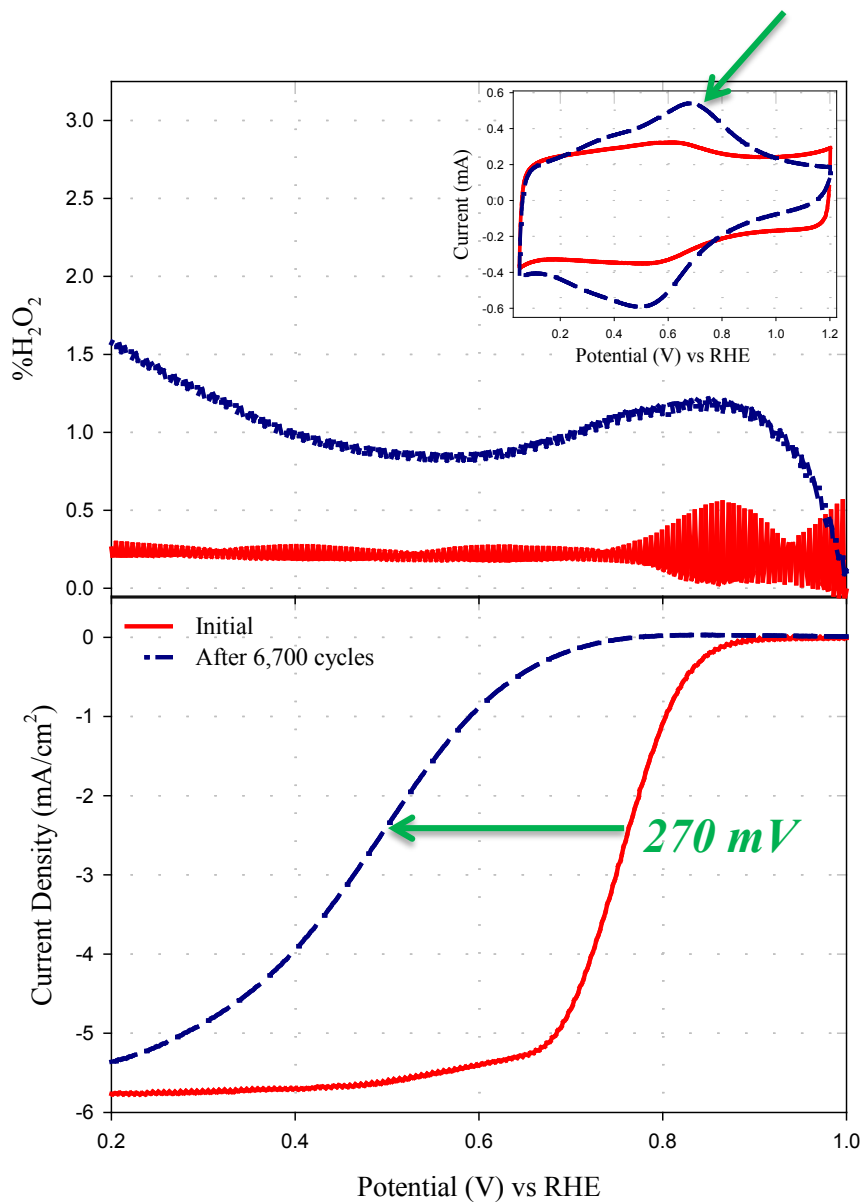 3.0
2.5
2.0
1.5
1.0
0.5
0.0
%H₂O₂
0.6
0.4
0.2
0.0
-0.2
-0.4
-0.6
Current (mA)
0.2 0.4 0.6 0.8 1.0 1.2
Potential (V) vs RHE
0
-1
-2
-3
-4
-5
-6
Current Density (mA/cm²)
Initial
After 6,700 cycles
270 mV
0.2 0.4 0.6 0.8 1.0
Potential (V) vs RHE